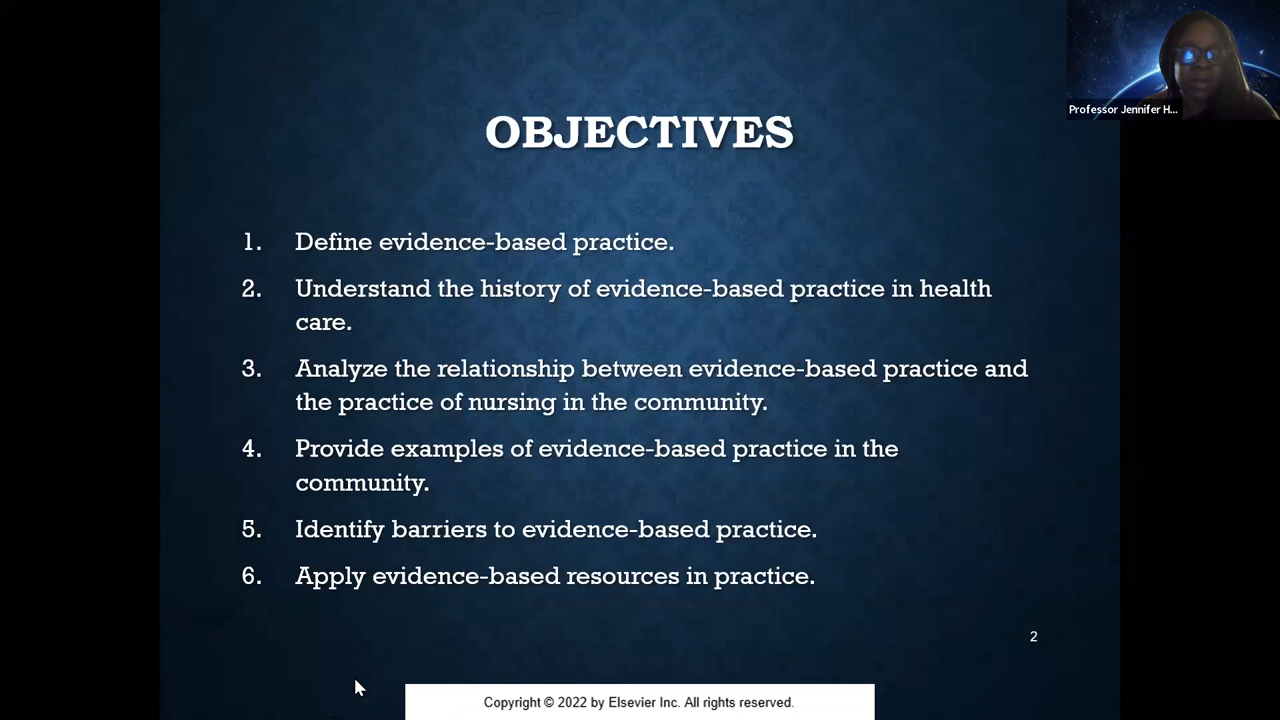 OBJECTIVES
Professor Jennifer H...
1. Define evidence-based practice.
2. Understand the history of evidence-based practice in health
care.
3. Analyze the relationship between evidence-based practice and
the practice of nursing in the community.
4. Provide examples of evidence-based practice in the
community.
5. Identify barriers to evidence-based practice.
6. Apply evidence-based resources in practice.
2
Copyright © 2022 by Elsevier Inc. All rights reserved.